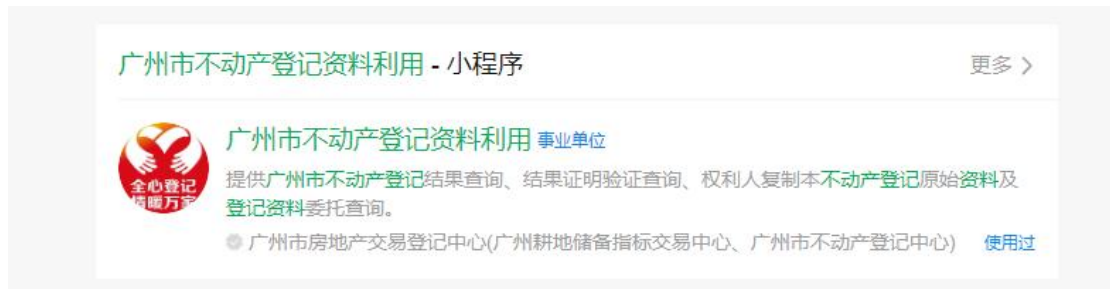 广州市不动产登记资料利用 - 小程序 更多 >
广州市不动产登记资料利用 事业单位
提供广州市不动产登记结果查询、结果证明验证查询、权利人复制本不动产登记原始资料及
登记资料委托查询。
全心登记
情暖万家
广州市房地产交易登记中心(广州耕地储备指标交易中心、广州市不动产登记中心) 使用过